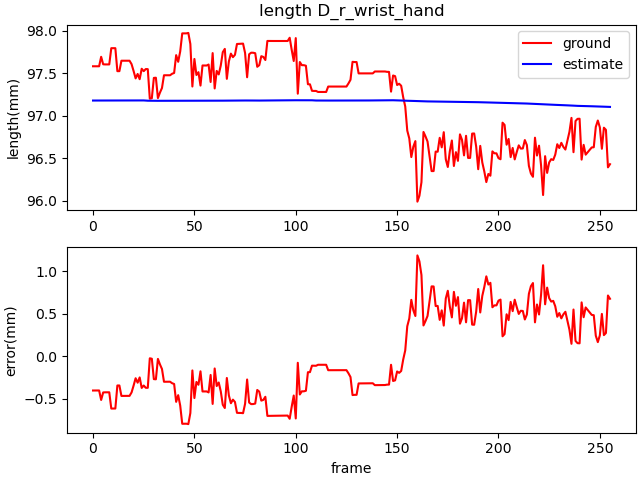 length D_r_wrist_hand
98.0
97.5
97.0
96.5
96.0
length(mm)
ground
estimate
0 50 100 150 200 250
1.0
0.5
0.0
−0.5
error(mm)
0 50 100 150 200 250
frame